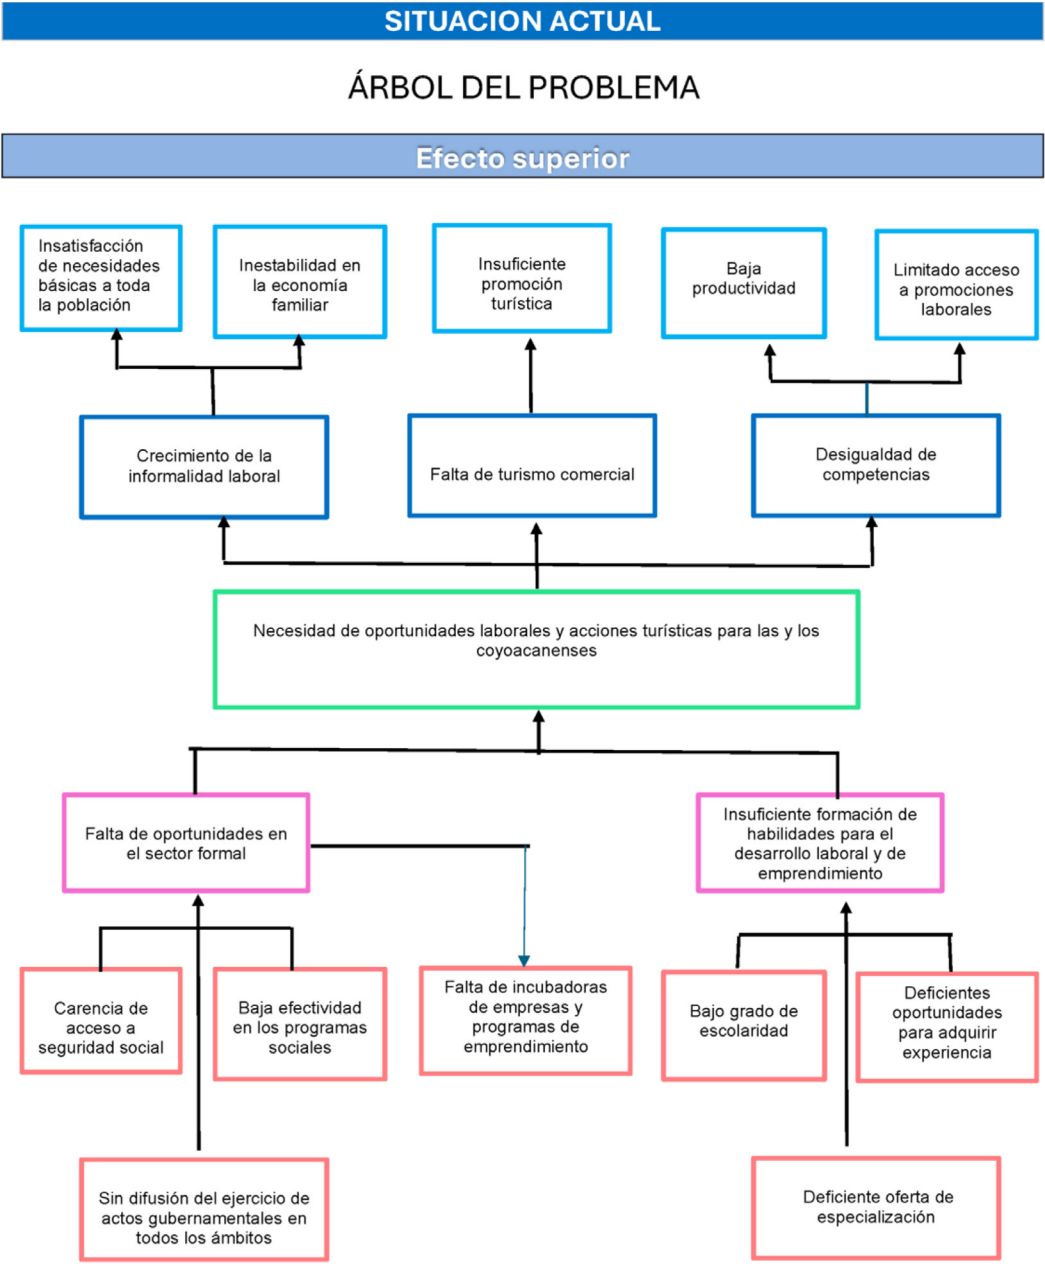 SITUACION ACTUAL
ÁRBOL DEL PROBLEMA
Efecto superior
Insatisfacción
de necesidades
básicas a toda
la población
Inestabilidad en
la economía
familiar
Insuficiente
promoción
turística
Baja
productividad
Limitado acceso
a promociones
laborales
Crecimiento de la
informalidad laboral
Falta de turismo comercial
Desigualdad de
competencias
Necesidad de oportunidades laborales y acciones turísticas para las y los
coyoacanenses
Falta de oportunidades en
el sector formal
Insuficiente formación de
habilidades para el
desarrollo laboral y de
emprendimiento
Carencia de
acceso a
seguridad social
Baja efectividad
en los programas
sociales
Falta de incubadoras
de empresas y
programas de
emprendimiento
Bajo grado de
escolaridad
Deficientes
oportunidades
para adquirir
experiencia
Sin difusión del ejercicio de
actos gubernamentales en
todos los ámbitos
Deficiente oferta de
especialización